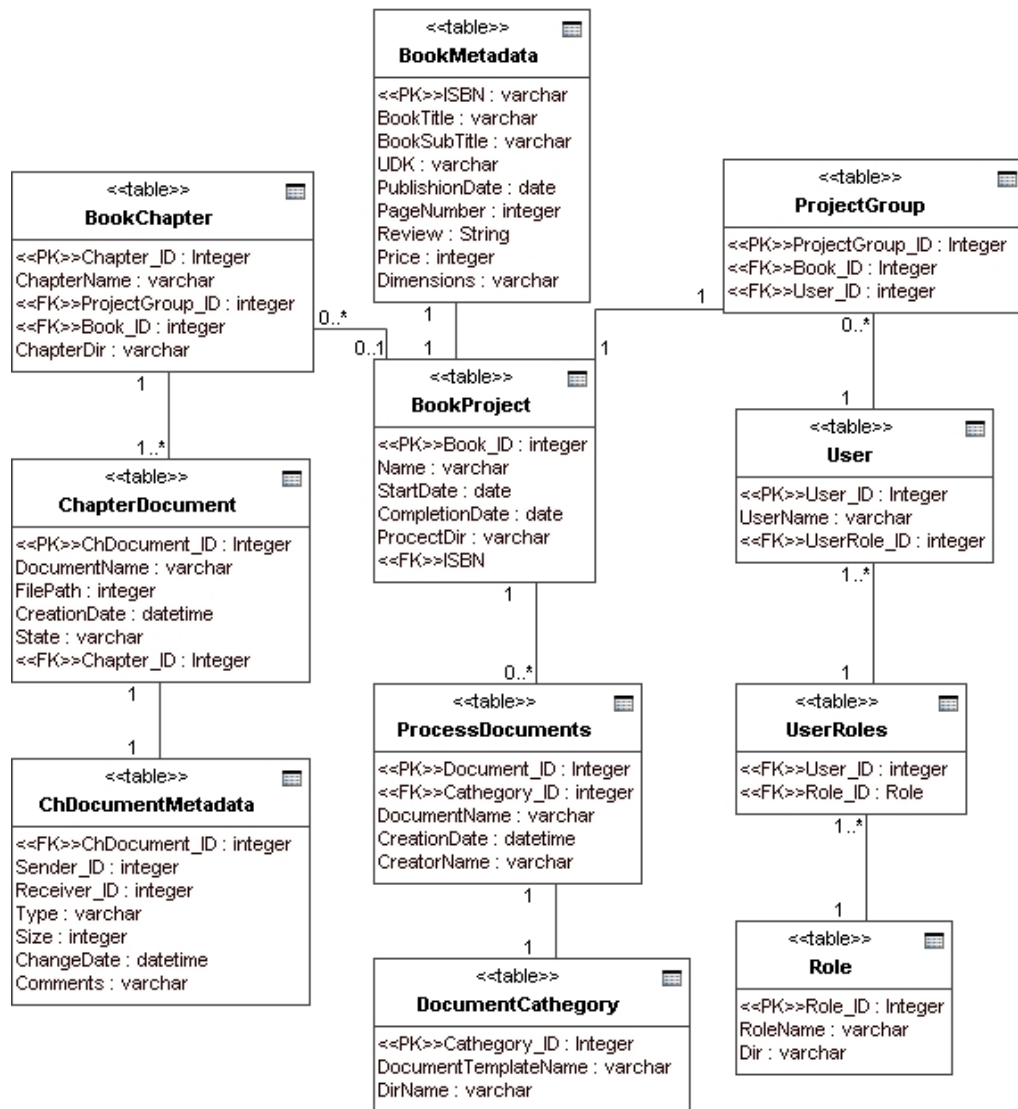 <<table>>
BookMetadata
<<PK>>ISBN : varchar
BookTitle : varchar
BookSubTitle : varchar
UDK : varchar
PublishionDate : date
PageNumber : integer
Review : String
Price : integer
Dimensions : varchar
<<table>>
BookChapter
<<PK>>Chapter_ID : Integer
ChapterName : varchar
<<FK>>ProjectGroup_ID : integer
<<FK>>Book_ID : integer
ChapterDir : varchar
<<table>>
ProjectGroup
<<PK>>ProjectGroup_ID : Integer
<<FK>>Book_ID : Integer
<<FK>>User_ID : integer
0..*
0..1
1
1
1
1
<<table>>
BookProject
<<PK>>Book_ID : integer
Name : varchar
StartDate : date
CompletionDate : date
ProcectDir : varchar
<<FK>>ISBN
1
1..*
0..*
1
<<table>>
ChapterDocument
<<PK>>ChDocument_ID : Integer
DocumentName : varchar
FilePath : integer
CreationDate : datetime
State : varchar
<<FK>>Chapter_ID : Integer
<<table>>
User
<<PK>>User_ID : Integer
UserName : varchar
<<FK>>UserRole_ID : integer
1
0..*
1..*
1
<<table>>
ProcessDocuments
<<PK>>Document_ID : Integer
<<FK>>Cathegory_ID : integer
DocumentName : varchar
CreationDate : datetime
CreatorName : varchar
<<table>>
UserRoles
<<FK>>User_ID : integer
<<FK>>Role_ID : Role
1
1
<<table>>
ChDocumentMetadata
<<FK>>ChDocument_ID : integer
Sender_ID : integer
Receiver_ID : integer
Type : varchar
Size : integer
ChangeDate : datetime
Comments : varchar
1
1
1..*
1
<<table>>
DocumentCathegory
<<PK>>Cathegory_ID : Integer
DocumentTemplateName : varchar
DirName : varchar
<<table>>
Role
<<PK>>Role_ID : Integer
RoleName : varchar
Dir : varchar